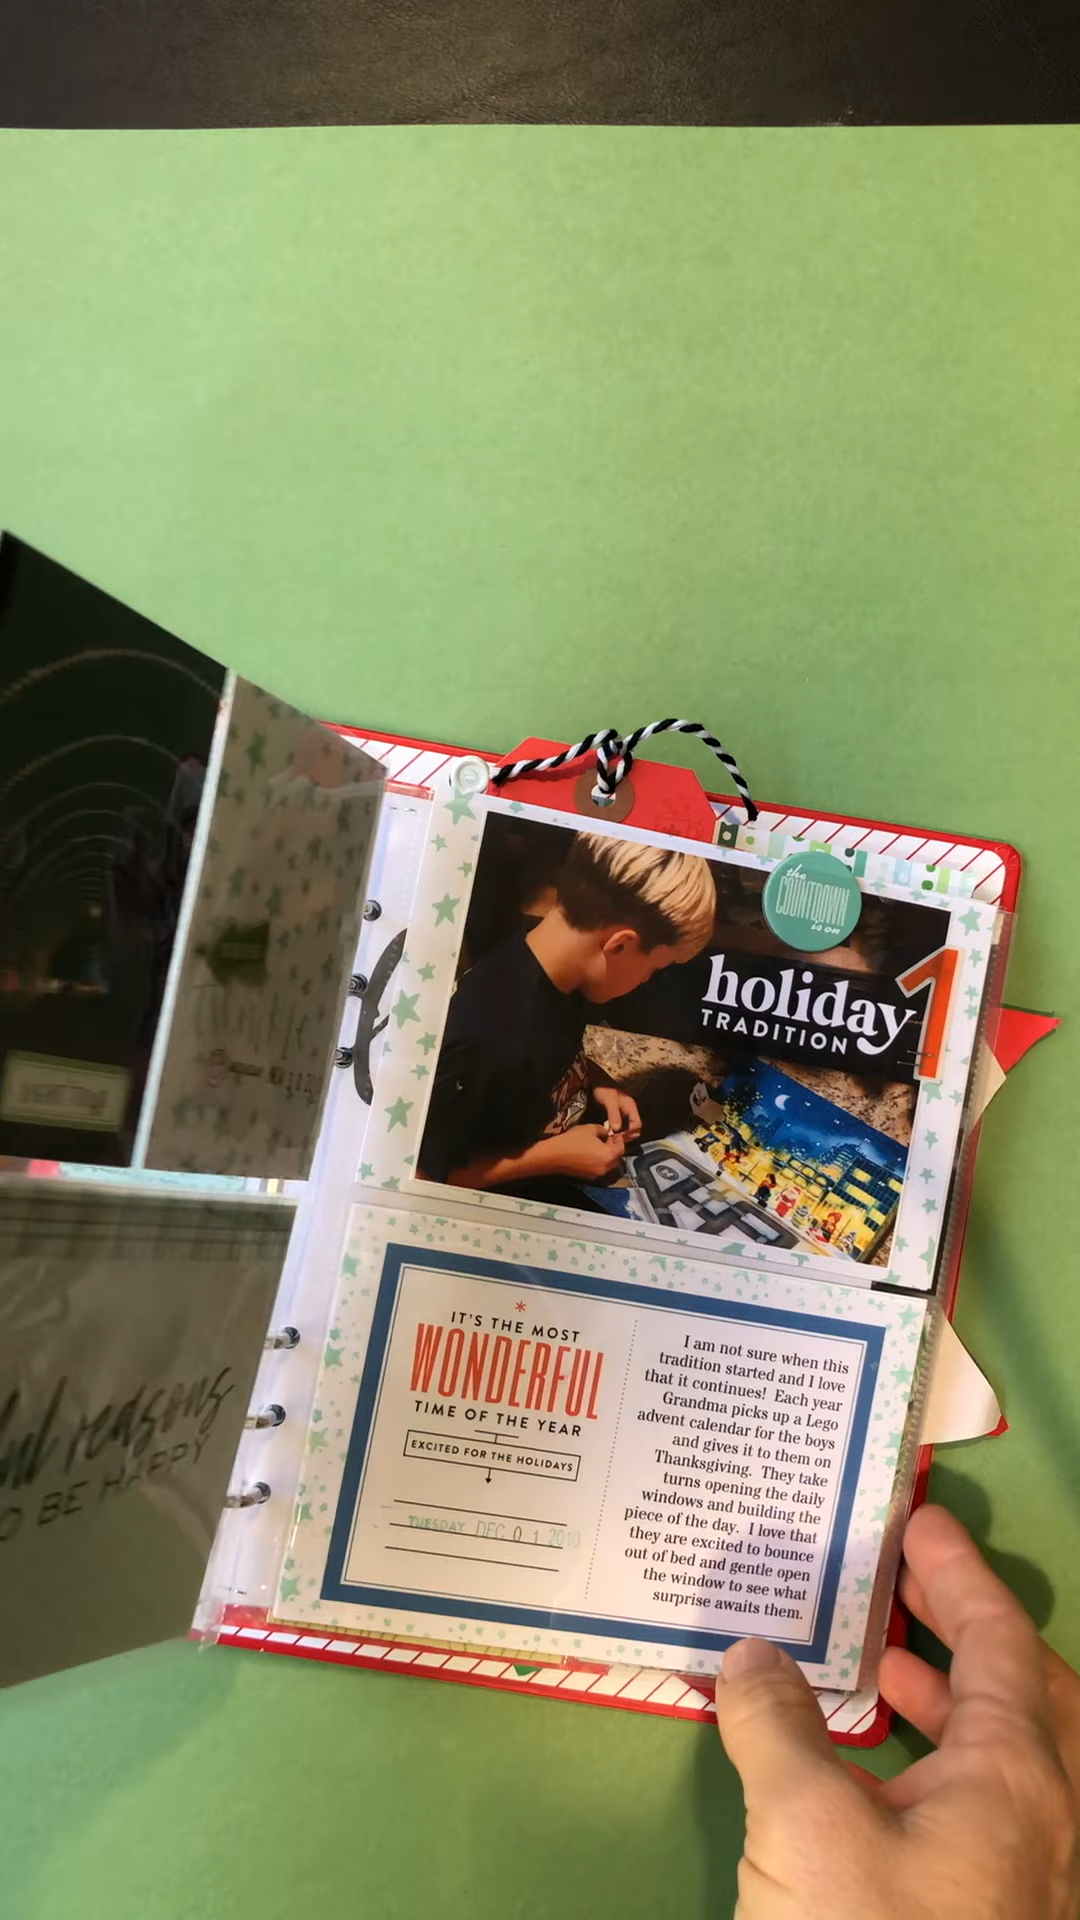 the
COUNTDOWN
is on
holiday
TRADITION
1
IT'S THE MOST
WONDERFUL
TIME OF THE YEAR
EXCITED FOR THE HOLIDAYS
TUESDAY DEC 01 2010
I am not sure when this
tradition started and I love
that it continues! Each year
Grandma picks up a Lego
advent calendar for the boys
and gives it to them on
Thanksgiving. They take
turns opening the daily
windows and building the
piece of the day. I love that
they are excited to bounce
out of bed and gentle open
the window to see what
surprise awaits them.
reasons
TO BE HAPPY